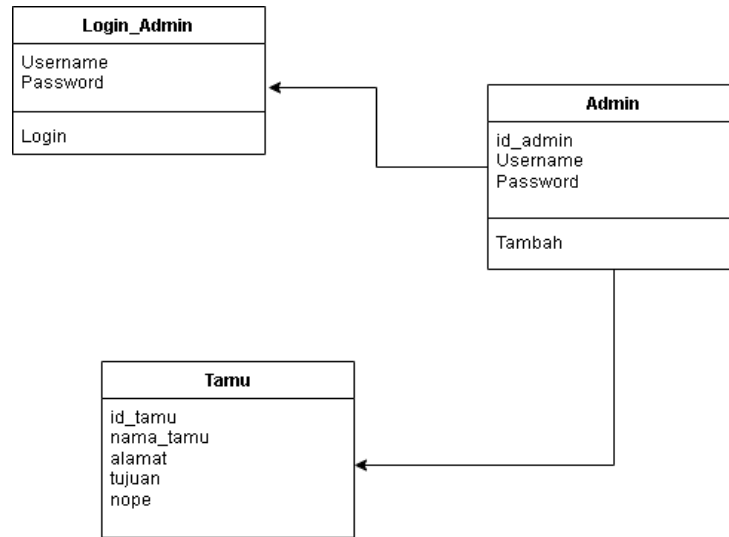 Login_Admin
Username
Password
Login
Admin
id_admin
Username
Password
Tambah
Tamu
id_tamu
nama_tamu
alamat
tujuan
nope